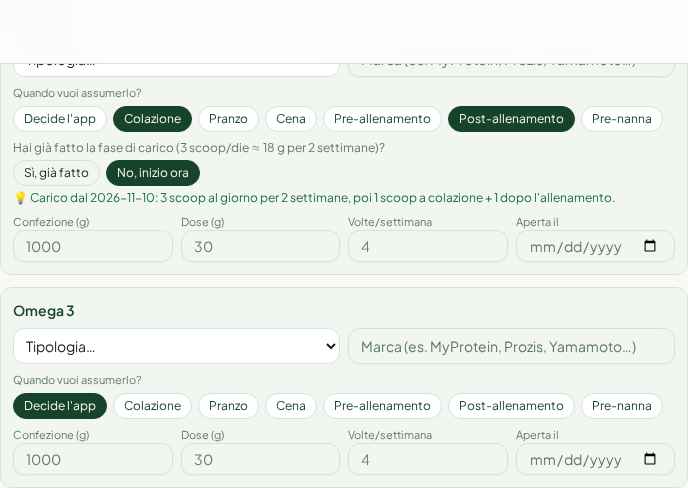 Quando vuoi assumerlo?
Decide l'app Colazione Pranzo Cena Pre-allenamento Post-allenamento Pre-nanna
Hai già fatto la fase di carico (3 scoop/die ≈ 18 g per 2 settimane)?
Sì, già fatto No, inizio ora
💡 Carico dal 2026-11-10: 3 scoop al giorno per 2 settimane, poi 1 scoop a colazione + 1 dopo l'allenamento.
Confezione (g) Dose (g) Volte/settimana Aperta il
1000 30 4 mm/dd/yyyy
Omega 3
Tipologia… Marca (es. MyProtein, Prozis, Yamamoto…)
Quando vuoi assumerlo?
Decide l'app Colazione Pranzo Cena Pre-allenamento Post-allenamento Pre-nanna
Confezione (g) Dose (g) Volte/settimana Aperta il
1000 30 4 mm/dd/yyyy